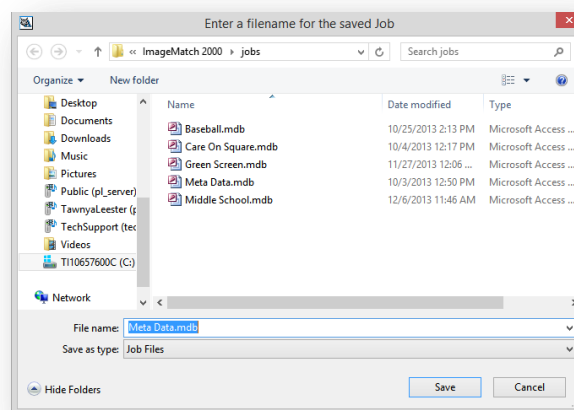 Enter a filename for the saved Job
« ImageMatch 2000 › jobs
Search jobs
Organize
New folder
Desktop
Documents
Downloads
Music
Pictures
Public (pl_server)
TawnyaLeester (p
TechSupport (tec
Videos
TI10657600C (C:)
Network
Name Date modified Type
Baseball.mdb 10/25/2013 2:13 PM Microsoft Access ...
Care On Square.mdb 10/4/2013 12:17 PM Microsoft Access ...
Green Screen.mdb 11/27/2013 12:06 ... Microsoft Access ...
Meta Data.mdb 10/3/2013 12:50 PM Microsoft Access ...
Middle School.mdb 12/6/2013 11:46 AM Microsoft Access ...
File name: Meta Data.mdb
Save as type: Job Files
Hide Folders
Save
Cancel